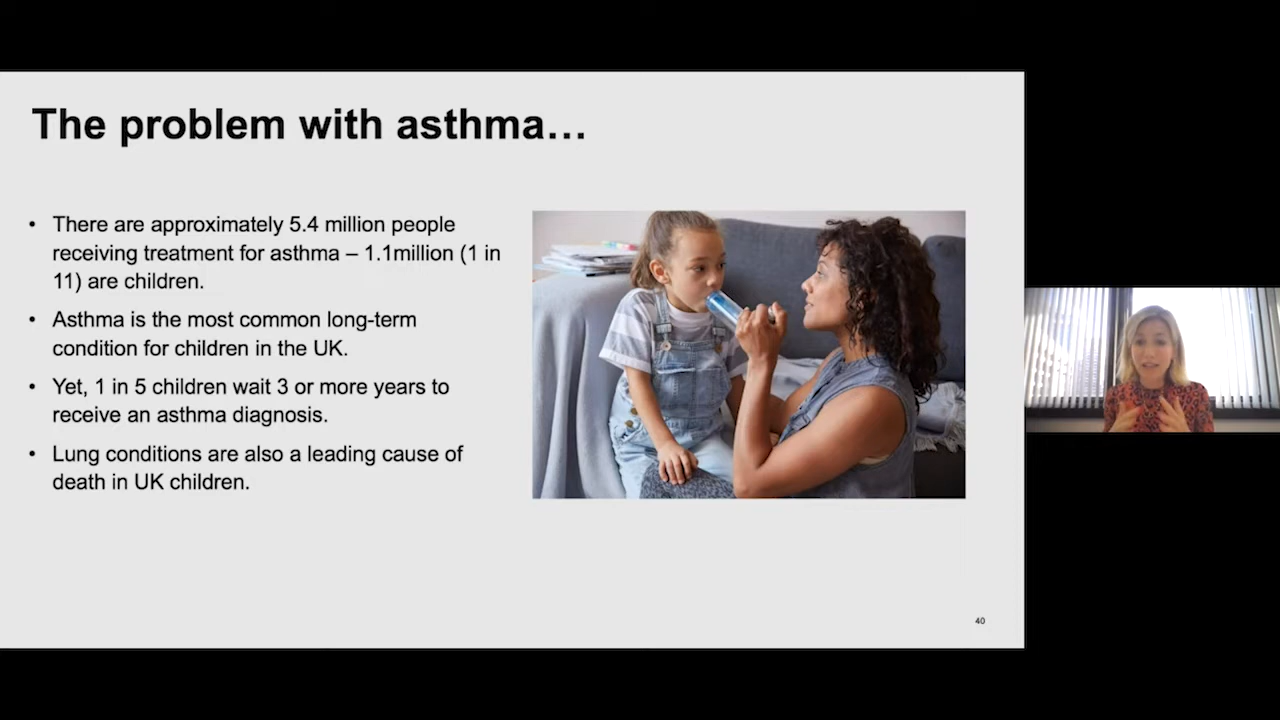 The problem with asthma…
• There are approximately 5.4 million people
receiving treatment for asthma – 1.1million (1 in
11) are children.
• Asthma is the most common long-term
condition for children in the UK.
• Yet, 1 in 5 children wait 3 or more years to
receive an asthma diagnosis.
• Lung conditions are also a leading cause of
death in UK children.
40